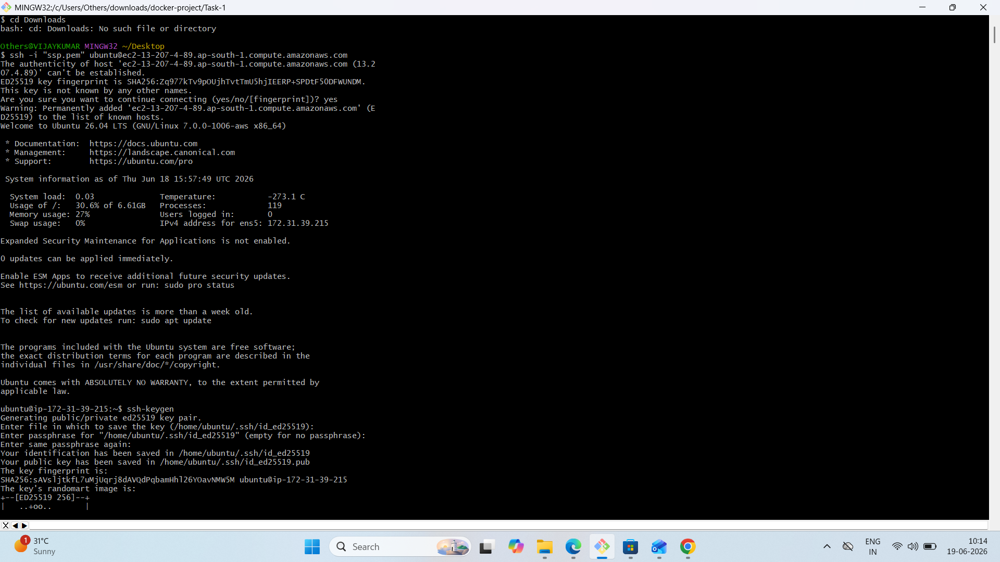 MINGW32:/c/Users/Others/downloads/docker-project/Task-1
$ cd Downloads
bash: cd: Downloads: No such file or directory
Others@VIJAYKUMAR MINGW32 ~/Desktop
$ ssh -i "ssp.pem" ubuntu@ec2-13-207-4-89.ap-south-1.compute.amazonaws.com
The authenticity of host 'ec2-13-207-4-89.ap-south-1.compute.amazonaws.com (13.2
07.4.89)' can't be established.
ED25519 key fingerprint is SHA256:Zq977kTv9pOUjhTvtTmU5hjIEERP+SPDtF5ODFWUNDM.
This key is not known by any other names.
Are you sure you want to continue connecting (yes/no/[fingerprint])? yes
Warning: Permanently added 'ec2-13-207-4-89.ap-south-1.compute.amazonaws.com' (E
D25519) to the list of known hosts.
Welcome to Ubuntu 26.04 LTS (GNU/Linux 7.0.0-1006-aws x86_64)
* Documentation:  https://docs.ubuntu.com
* Management:     https://landscape.canonical.com
* Support:        https://ubuntu.com/pro
System information as of Thu Jun 18 15:57:49 UTC 2026
System load:  0.03              Temperature:           -273.1 C
Usage of /:   30.6% of 6.61GB   Processes:             119
Memory usage: 27%               Users logged in:       0
Swap usage:   0%                IPv4 address for ens5: 172.31.39.215
Expanded Security Maintenance for Applications is not enabled.
0 updates can be applied immediately.
Enable ESM Apps to receive additional future security updates.
See https://ubuntu.com/esm or run: sudo pro status
The list of available updates is more than a week old.
To check for new updates run: sudo apt update
The programs included with the Ubuntu system are free software;
the exact distribution terms for each program are described in the
individual files in /usr/share/doc/*/copyright.
Ubuntu comes with ABSOLUTELY NO WARRANTY, to the extent permitted by
applicable law.
ubuntu@ip-172-31-39-215:~$ ssh-keygen
Generating public/private ed25519 key pair.
Enter file in which to save the key (/home/ubuntu/.ssh/id_ed25519):
Enter passphrase for "/home/ubuntu/.ssh/id_ed25519" (empty for no passphrase):
Enter same passphrase again:
Your identification has been saved in /home/ubuntu/.ssh/id_ed25519
Your public key has been saved in /home/ubuntu/.ssh/id_ed25519.pub
The key fingerprint is:
SHA256:sAVsljtkfL7uMjUqrj8dAVQdPqbamHhl26YOavNMW5M ubuntu@ip-172-31-39-215
The key's randomart image is:
+--[ED25519 256]--+
|   ..+oo..       |
1
31°C
Sunny
Search
ENG
IN
10:14
19-06-2026